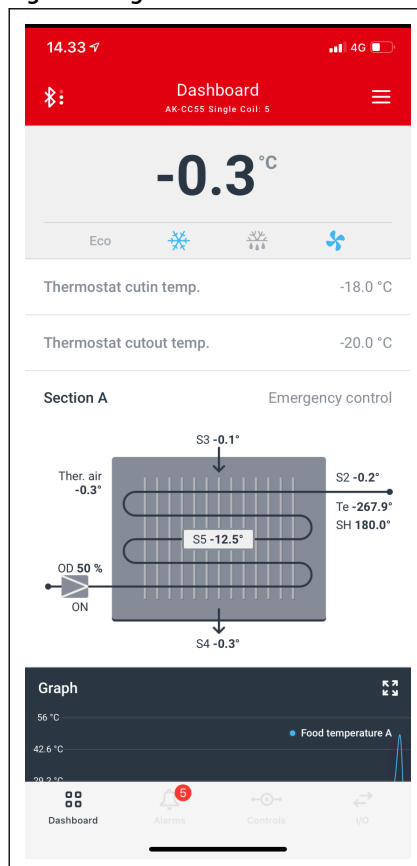 14.33 4G
Dashboard
AK-CC55 Single Coil: 5
-0.3 °C
Eco
Thermostat cutin temp. -18.0 °C
Thermostat cutout temp. -20.0 °C
Section A Emergency control
S3 -0.1°
Ther. air
-0.3°
S2 -0.2°
Te -267.9°
SH 180.0°
S5 -12.5°
OD 50 %
ON
S4 -0.3°
Graph
56 °C
Food temperature A
42.6 °C
29.2 °C
5
Dashboard Alarms Controls I/O